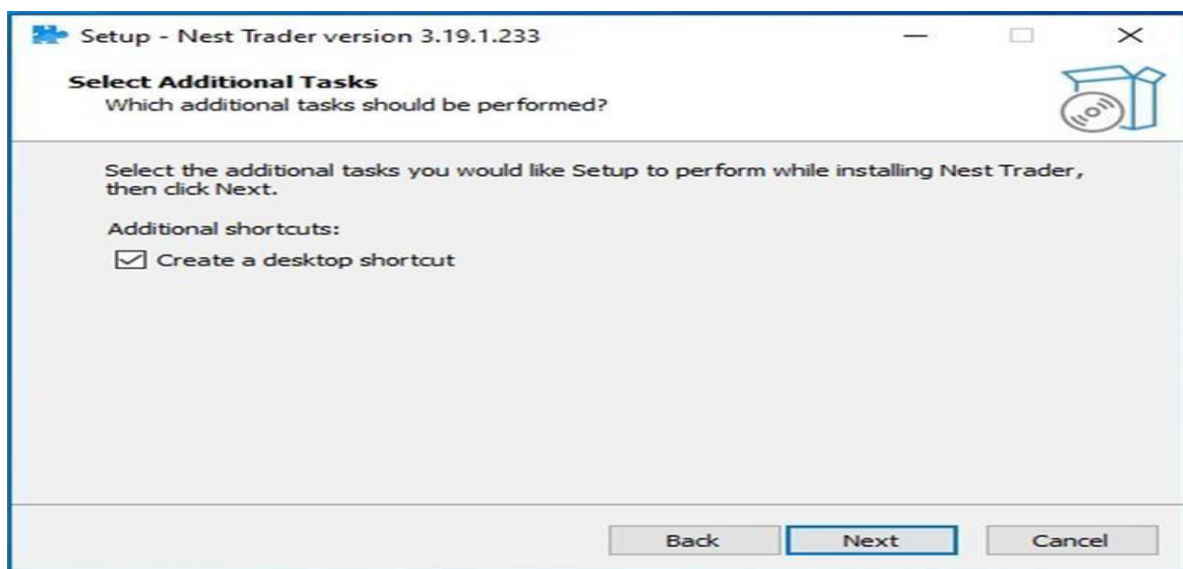 Setup - Nest Trader version 3.19.1.233
Select Additional Tasks
Which additional tasks should be performed?
Select the additional tasks you would like Setup to perform while installing Nest Trader,
then click Next.
Additional shortcuts:
Create a desktop shortcut
Back Next Cancel